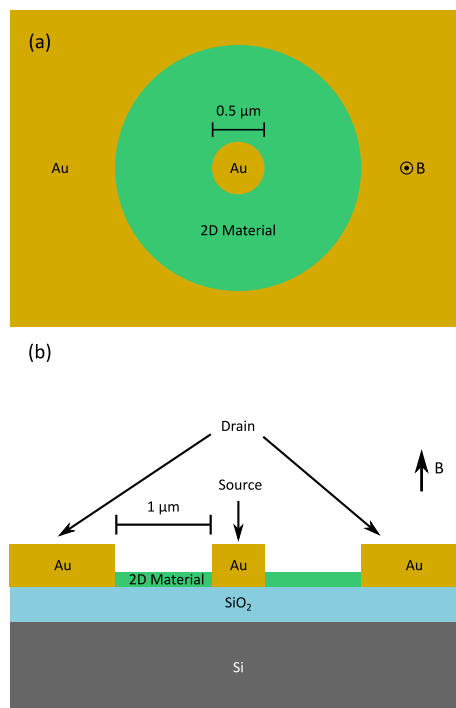 (a)
0.5 µm
Au
Au
B
2D Material
(b)
Drain
B
Source
1 µm
Au
Au
Au
2D Material
SiO₂
Si